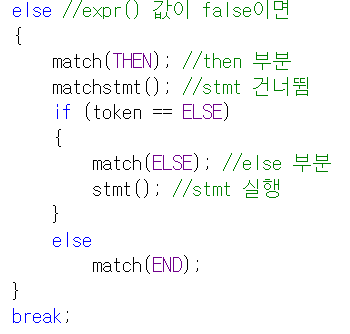 else //expr() 값이 false이면
{
match(THEN); //then 부분
matchstmt(); //stmt 건너뜀
if (token == ELSE)
{
match(ELSE); //else 부분
stmt(); //stmt 실행
}
else
match(END);
}
break;